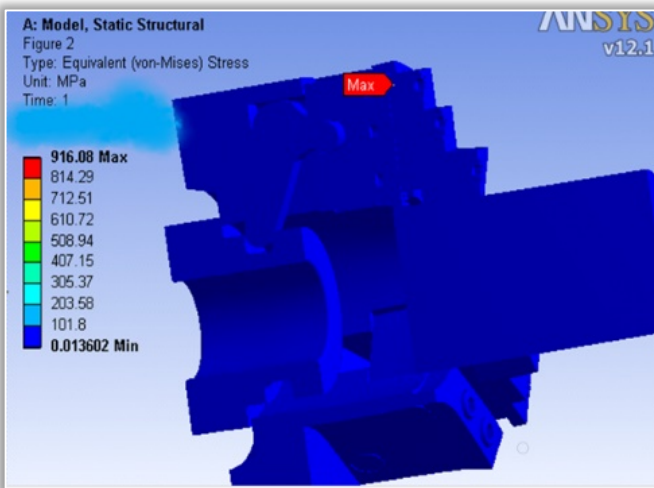 A: Model, Static Structural
Figure 2
Type: Equivalent (von-Mises) Stress
Unit: MPa
Time: 1
ANSYS
v12.1
Max
916.08 Max
814.29
712.51
610.72
508.94
407.15
305.37
203.58
101.8
0.013602 Min